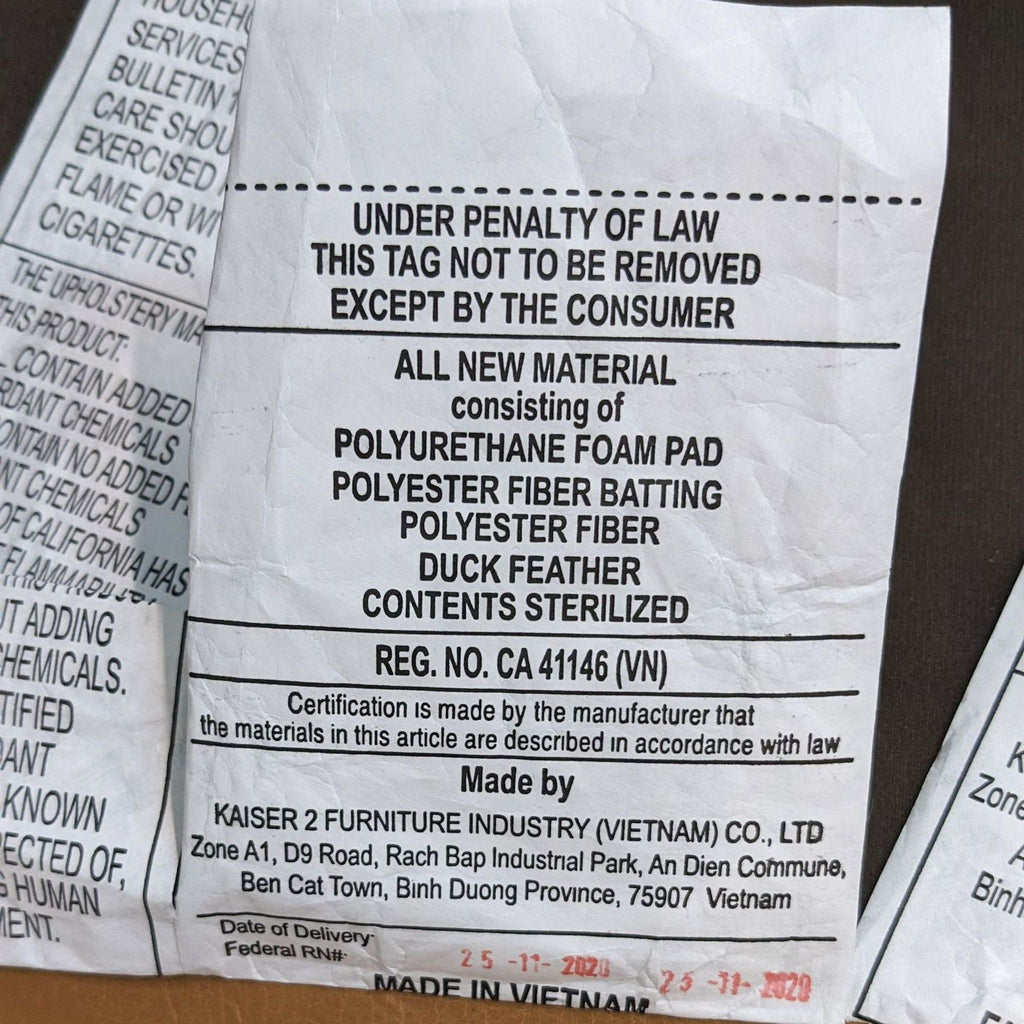 HOUSEH
SERVICES
BULLETIN 1
CARE SHOU
EXERCISED
FLAME OR WI
CIGARETTES.
THE UPHOLSTERY MA
THIS PRODUCT:
CONTAIN ADDED
RDANT CHEMICALS
ONTAIN NO ADDED F
NT CHEMICALS
OF CALIFORNIA HAS
UT ADDING
HEMICALS.
TIFIED
DANT
KNOWN
ECTED OF,
G HUMAN
MENT.
UNDER PENALTY OF LAW
THIS TAG NOT TO BE REMOVED
EXCEPT BY THE CONSUMER
ALL NEW MATERIAL
consisting of
POLYURETHANE FOAM PAD
POLYESTER FIBER BATTING
POLYESTER FIBER
DUCK FEATHER
CONTENTS STERILIZED
REG. NO. CA 41146 (VN)
Certification is made by the manufacturer that
the materials in this article are described in accordance with law
Made by
KAISER 2 FURNITURE INDUSTRY (VIETNAM) CO., LTD
Zone A1, D9 Road, Rach Bap Industrial Park, An Dien Commune,
Ben Cat Town, Binh Duong Province, 75907 Vietnam
Date of Delivery:
Federal RN#:
25-11-2020 25-11-2020
MADE IN VIETNAM
K
Zone
A
Binh